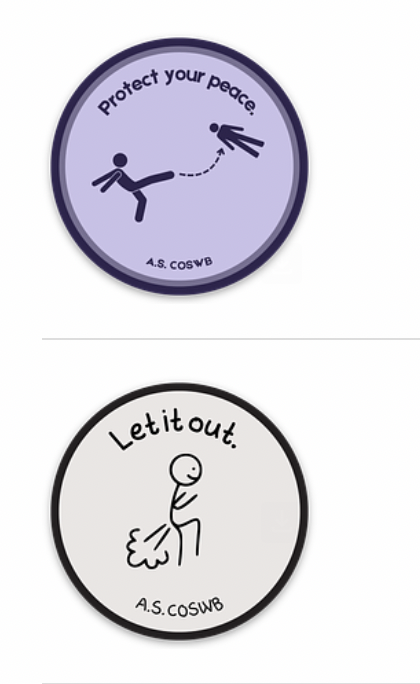 Protect your peace.
A.S. COSWB
Let it out.
A.S. COSWB